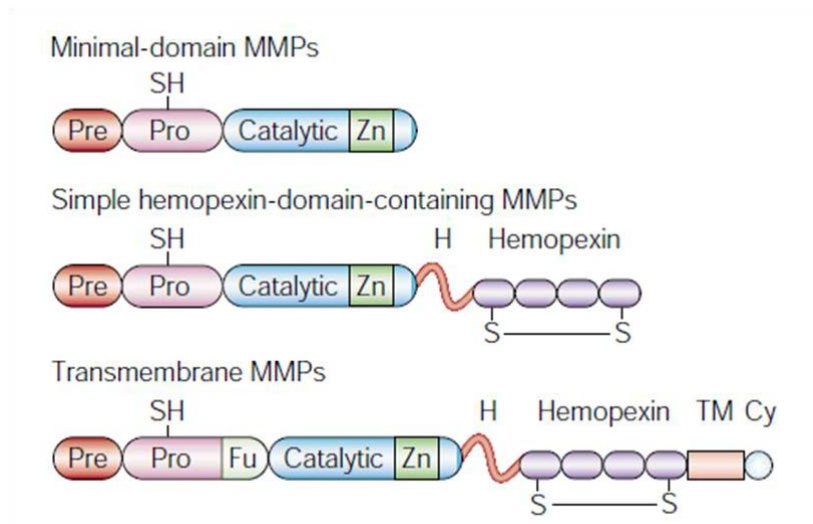 Minimal-domain MMPs
SH
Pre Pro Catalytic Zn
Simple hemopexin-domain-containing MMPs
SH H Hemopexin
Pre Pro Catalytic Zn
S S
Transmembrane MMPs
SH H Hemopexin TM Cy
Pre Pro Fu Catalytic Zn
S S